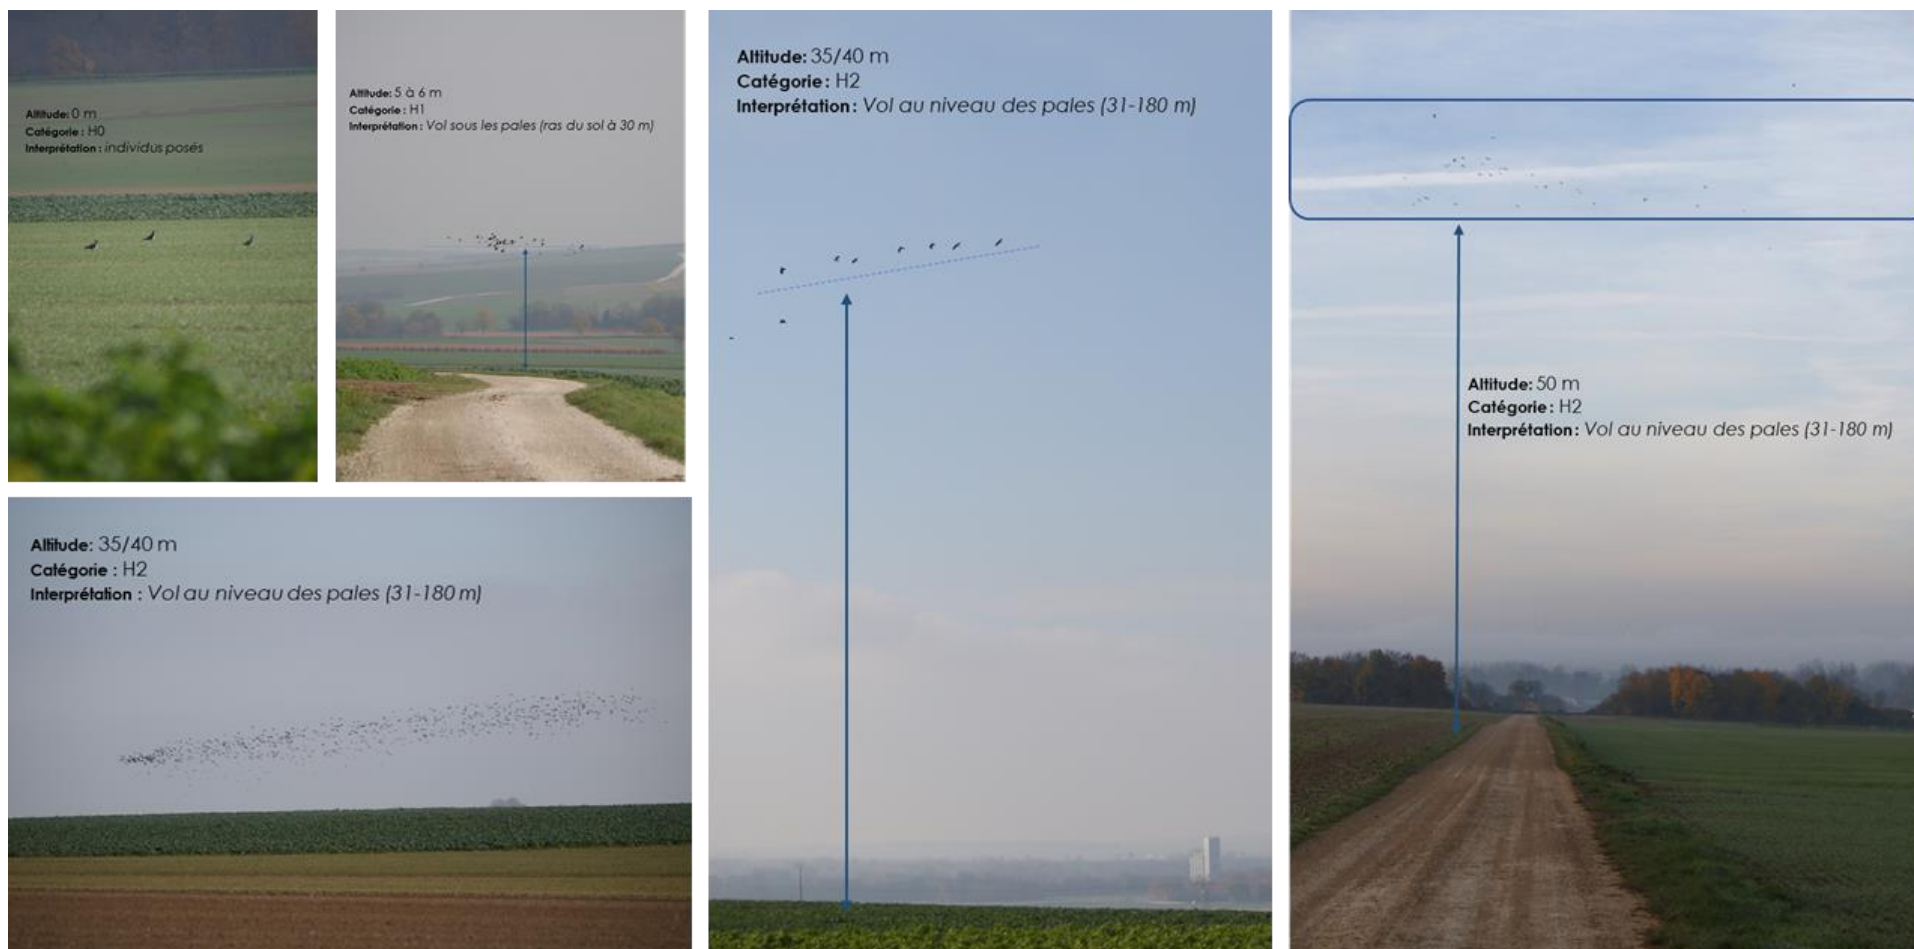 Altitude: 0 m
Catégorie : H0
Interprétation : individus posés
Altitude: 5 à 6 m
Catégorie : H1
Interprétation : Vol sous les pales (ras du sol à 30 m)
Altitude: 35/40 m
Catégorie : H2
Interprétation : Vol au niveau des pales (31-180 m)
Altitude: 50 m
Catégorie : H2
Interprétation : Vol au niveau des pales (31-180 m)
Altitude: 35/40 m
Catégorie : H2
Interprétation : Vol au niveau des pales (31-180 m)